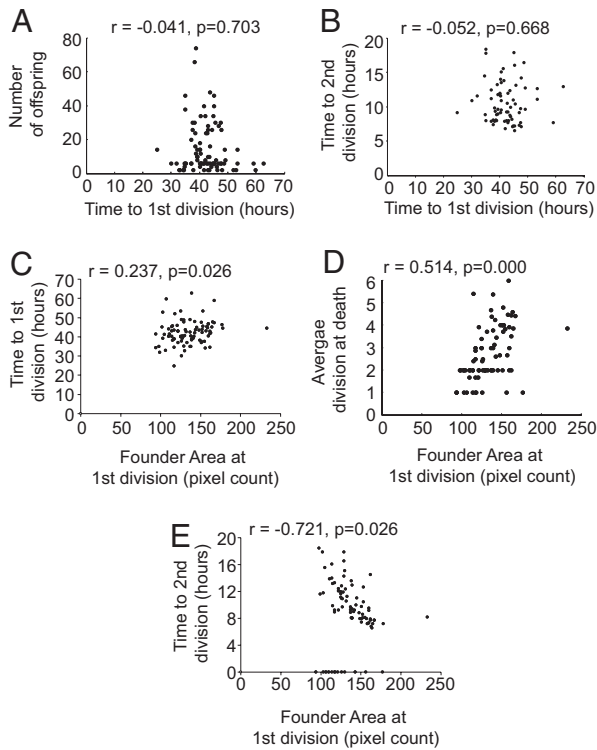 A
r = -0.041, p=0.703
Number
of offspring
80
60
40
20
0
0 10 20 30 40 50 60 70
Time to 1st division (hours)
B
r = -0.052, p=0.668
Time to 2nd
division (hours)
20
15
10
5
0
0 10 20 30 40 50 60 70
Time to 1st division (hours)
C
r = 0.237, p=0.026
Time to 1st
division (hours)
70
60
50
40
30
20
10
0
0 50 100 150 200 250
Founder Area at
1st division (pixel count)
D
r = 0.514, p=0.000
Avergae
division at death
6
5
4
3
2
1
0
0 50 100 150 200 250
Founder Area at
1st division (pixel count)
E
r = -0.721, p=0.026
Time to 2nd
division (hours)
20
16
12
8
4
0
0 50 100 150 200 250
Founder Area at
1st division (pixel count)